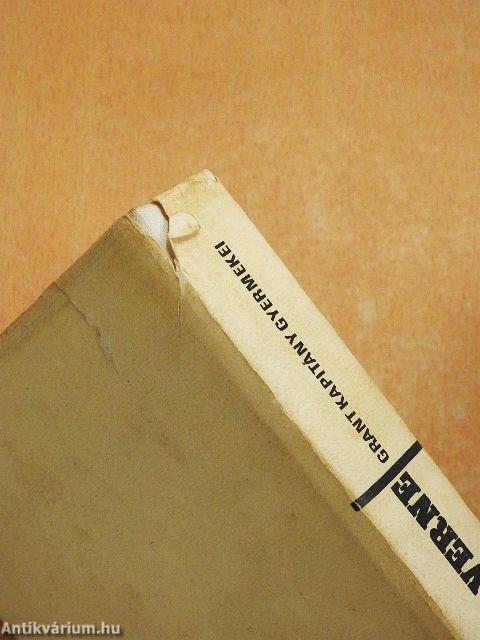 VERNE
GRANT KAPITÁNY GYERMEKEI
Antikvárium.hu